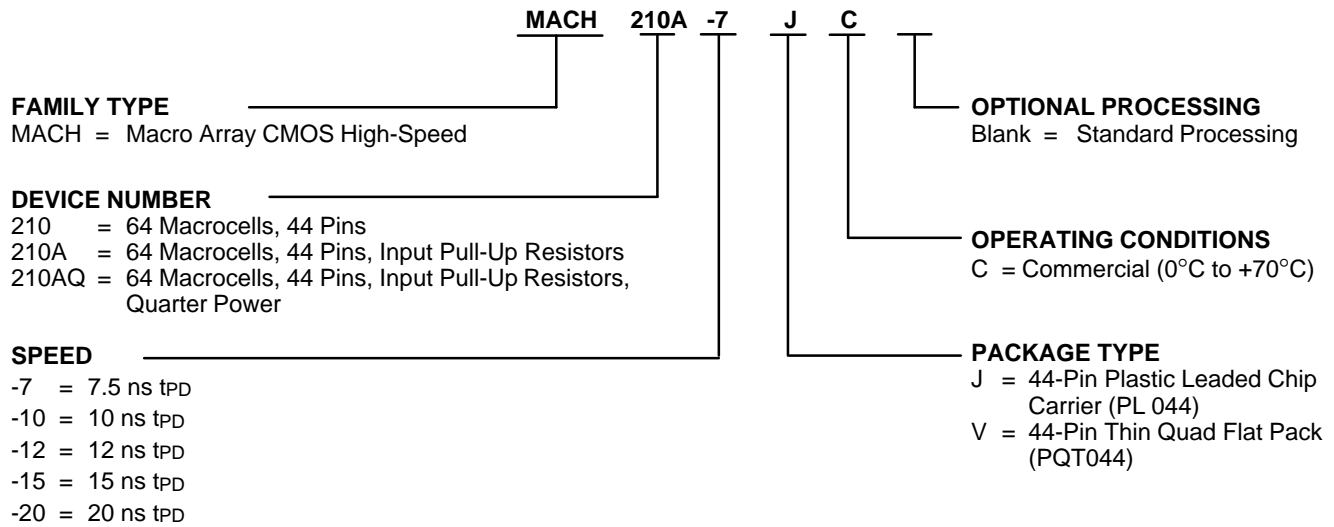 MACH 210A -7 J C
FAMILY TYPE
MACH = Macro Array CMOS High-Speed
DEVICE NUMBER
210 = 64 Macrocells, 44 Pins
210A = 64 Macrocells, 44 Pins, Input Pull-Up Resistors
210AQ = 64 Macrocells, 44 Pins, Input Pull-Up Resistors,
Quarter Power
SPEED
-7 = 7.5 ns tPD
-10 = 10 ns tPD
-12 = 12 ns tPD
-15 = 15 ns tPD
-20 = 20 ns tPD
OPTIONAL PROCESSING
Blank = Standard Processing
OPERATING CONDITIONS
C = Commercial (0°C to +70°C)
PACKAGE TYPE
J = 44-Pin Plastic Leaded Chip
Carrier (PL 044)
V = 44-Pin Thin Quad Flat Pack
(PQT044)